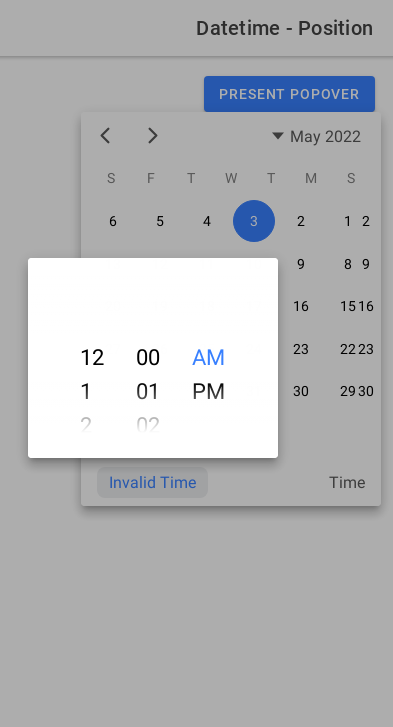 Datetime - Position
PRESENT POPOVER
May 2022
S F T W T M S
6 5 4 3 2 1 2
9 8 9
16 15 16
23 22 23
30 29 30
12 00 AM
1 01 PM
2 02
Invalid Time Time